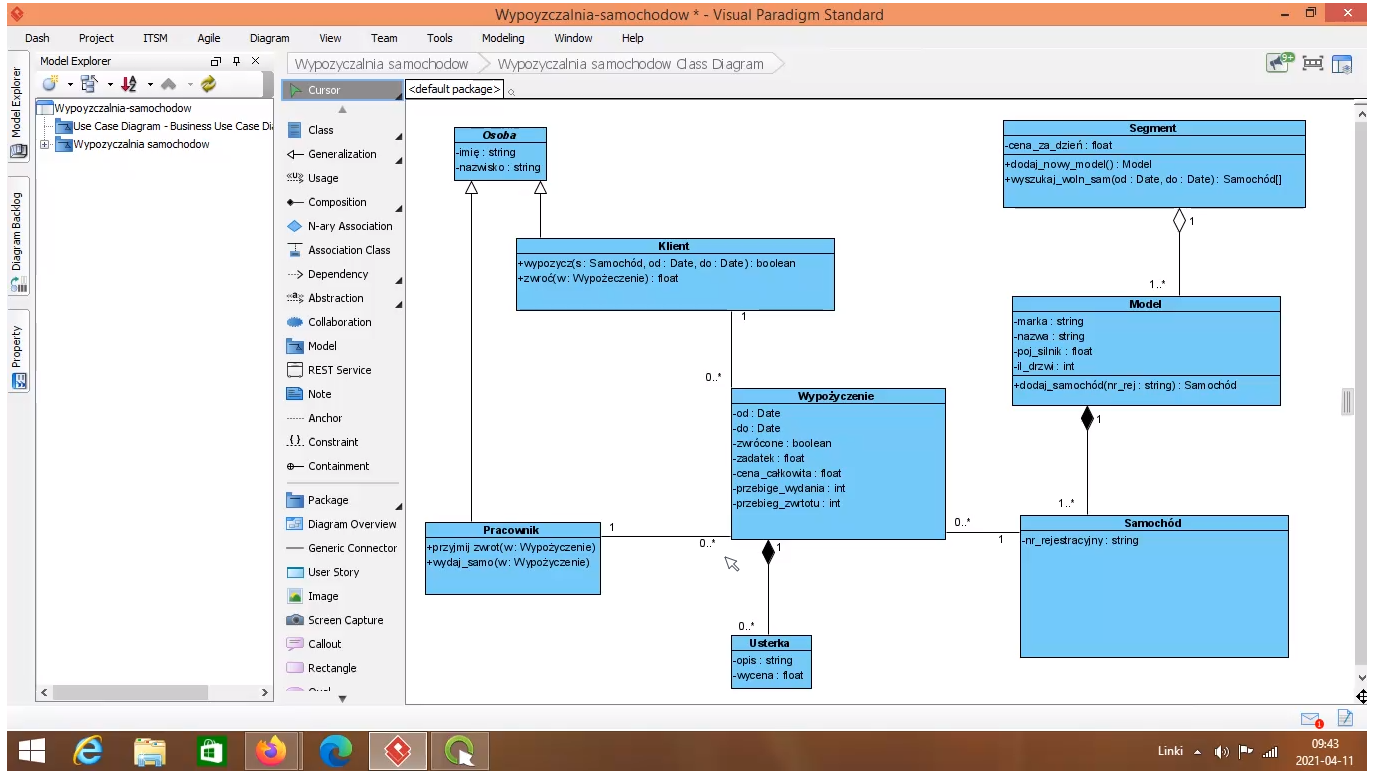 Wypoyzczalnia-samochodow * - Visual Paradigm Standard
Dash Project ITSM Agile Diagram View Team Tools Modeling Window Help
Model Explorer
Wypożyczalnia samochodow
Wypozyczalnia samochodow Class Diagram
9+
Model Explorer
Diagram Backlog
Property
Wypoyzczalnia-samochodow
Use Case Diagram - Business Use Case Di
Wypozyczalnia samochodow
Cursor
Class
Generalization
Usage
Composition
N-ary Association
Association Class
Dependency
Abstraction
Collaboration
Model
REST Service
Note
Anchor
Constraint
Containment
Package
Diagram Overview
Generic Connector
User Story
Image
Screen Capture
Callout
Rectangle
<default package>
Osoba
-imię : string
-nazwisko : string
Klient
+wypozycz(s : Samochód, od : Date, do : Date) : boolean
+zwroć(w : Wypożeczenie) : float
1
0..*
Wypożyczenie
-od : Date
-do : Date
-zwrócone : boolean
-zadatek : float
-cena_całkowita : float
-przebige_wydania : int
-przebieg_zwrtotu : int
Pracownik
+przyjmij zwrot(w : Wypożyczenie)
+wydaj_samo(w : Wypożyczenie)
1
0..*
1
0..*
Usterka
-opis : string
-wycena : float
Segment
-cena_za_dzień : float
+dodaj_nowy_model() : Model
+wyszukaj_woln_sam(od : Date, do : Date) : Samochód[]
1
1..*
Model
-marka : string
-nazwa : string
-poj_silnik : float
-il_drzwi : int
+dodaj_samochód(nr_rej : string) : Samochód
1
1..*
0..*
1
Samochód
-nr_rejestracyjny : string
1
Linki
09:43
2021-04-11